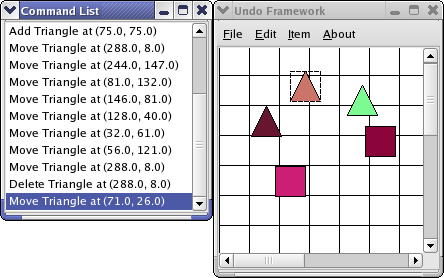 Command List
Add Triangle at (75.0, 75.0)
Move Triangle at (288.0, 8.0)
Move Triangle at (244.0, 147.0)
Move Triangle at (81.0, 132.0)
Move Triangle at (146.0, 81.0)
Move Triangle at (128.0, 40.0)
Move Triangle at (32.0, 61.0)
Move Triangle at (56.0, 121.0)
Move Triangle at (288.0, 8.0)
Delete Triangle at (288.0, 8.0)
Move Triangle at (71.0, 26.0)
Undo Framework
File Edit Item About